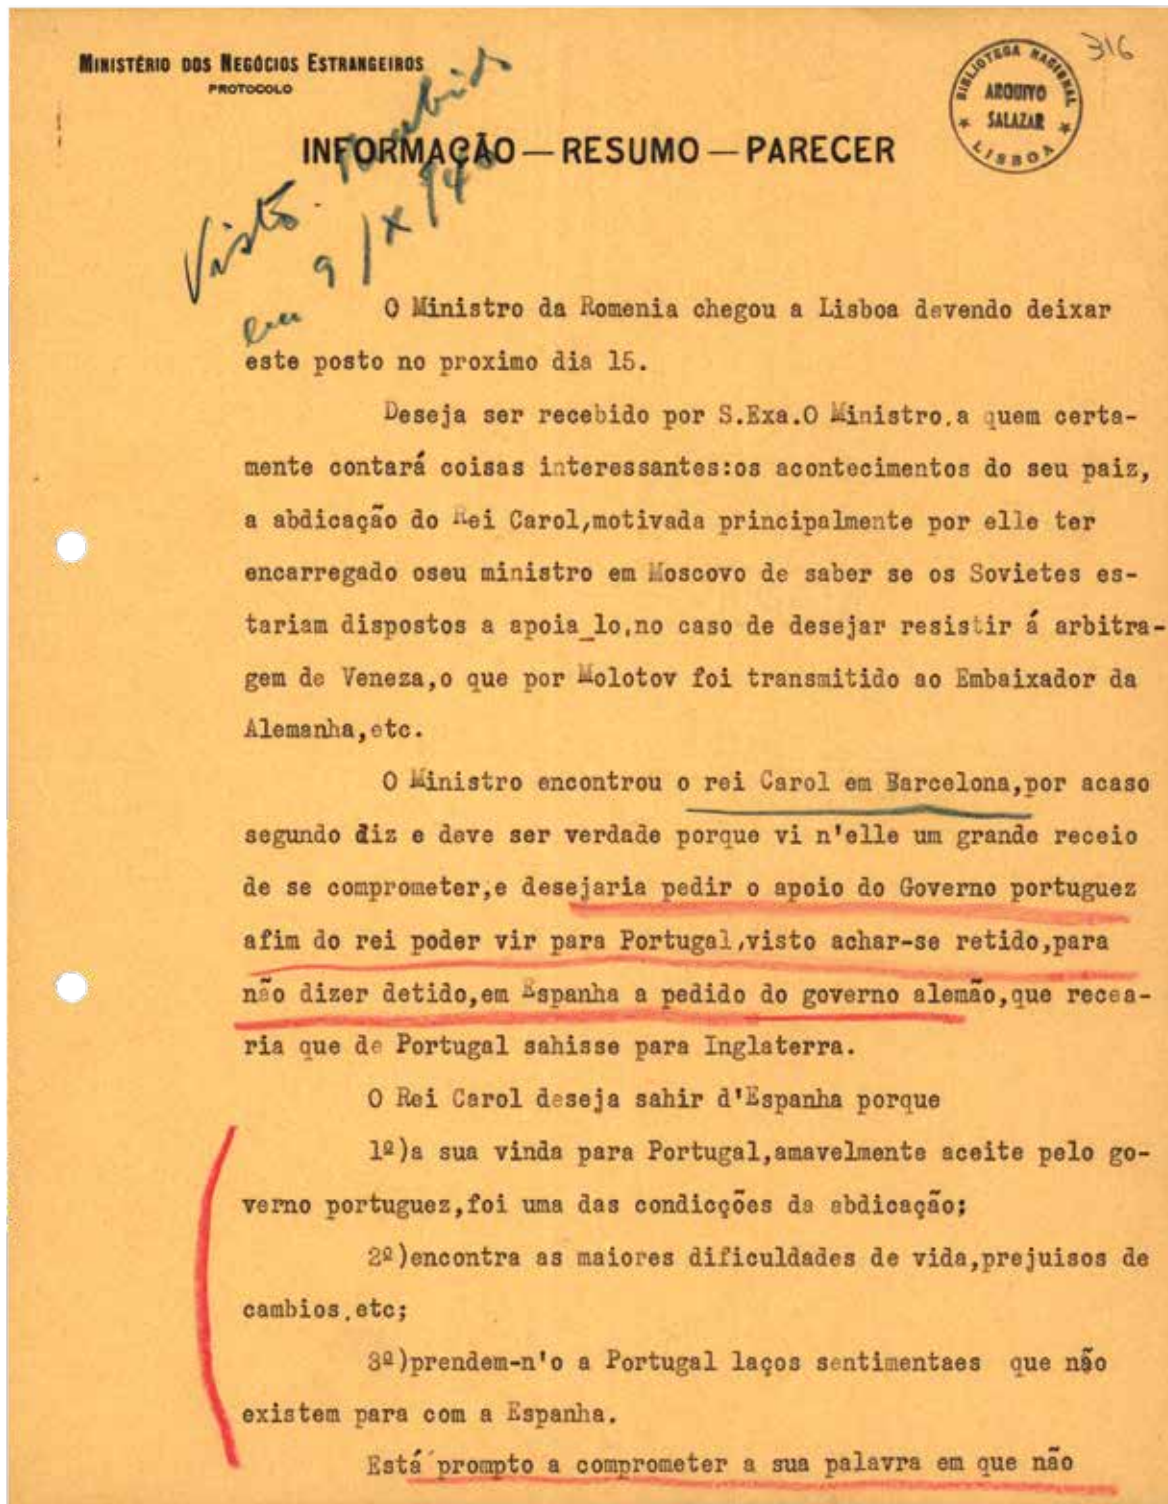 316
MINISTÉRIO DOS NEGÓCIOS ESTRANGEIROS
PROTOCOLO
BIBLIOTECA NACIONAL
ARQUIVO
SALAZAR
LISBOA
INFORMAÇÃO — RESUMO — PARECER
Visto. Recebido
em 9/X/40
O Ministro da Romenia chegou a Lisboa devendo deixar
este posto no proximo dia 15.
Deseja ser recebido por S.Exa.O Ministro,a quem certa-
mente contará coisas interessantes:os acontecimentos do seu paiz,
a abdicação do Rei Carol,motivada principalmente por elle ter
encarregado oseu ministro em Moscovo de saber se os Sovietes es-
tariam dispostos a apoia_lo,no caso de desejar resistir á arbitra-
gem de Veneza,o que por Molotov foi transmitido ao Embaixador da
Alemanha,etc.
O Ministro encontrou o rei Carol em Barcelona,por acaso
segundo diz e deve ser verdade porque vi n'elle um grande receio
de se comprometer,e desejaria pedir o apoio do Governo portuguez
afim do rei poder vir para Portugal,visto achar-se retido,para
não dizer detido,em Espanha a pedido do governo alemão,que recea-
ria que de Portugal sahisse para Inglaterra.
O Rei Carol deseja sahir d'Espanha porque
1º)a sua vinda para Portugal,amavelmente aceite pelo go-
verno portuguez,foi uma das condicções da abdicação;
2º)encontra as maiores dificuldades de vida,prejuisos de
cambios,etc;
3º)prendem-n'o a Portugal laços sentimentaes que não
existem para com a Espanha.
Está prompto a comprometer a sua palavra em que não